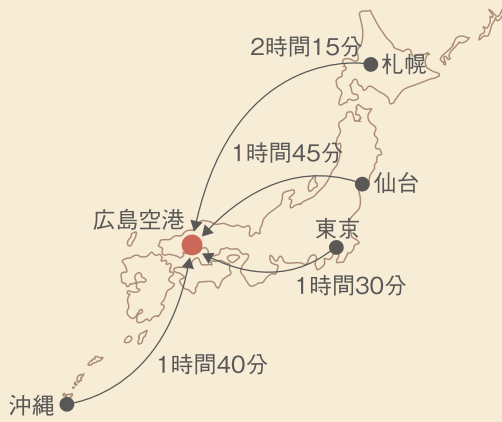 2時間15分
札幌
1時間45分
仙台
広島空港
東京
1時間30分
1時間40分
沖縄